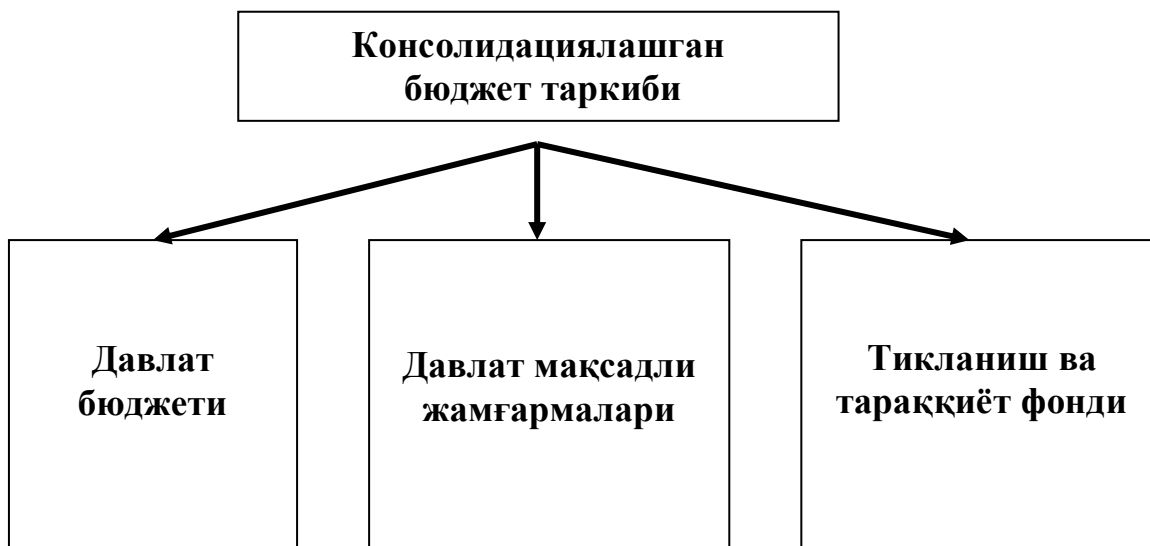 Консолидациялашган
бюджет таркиби
Давлат
бюджети
Давлат мақсадли
жамғармалари
Тикланиш ва
тараққиёт фонди